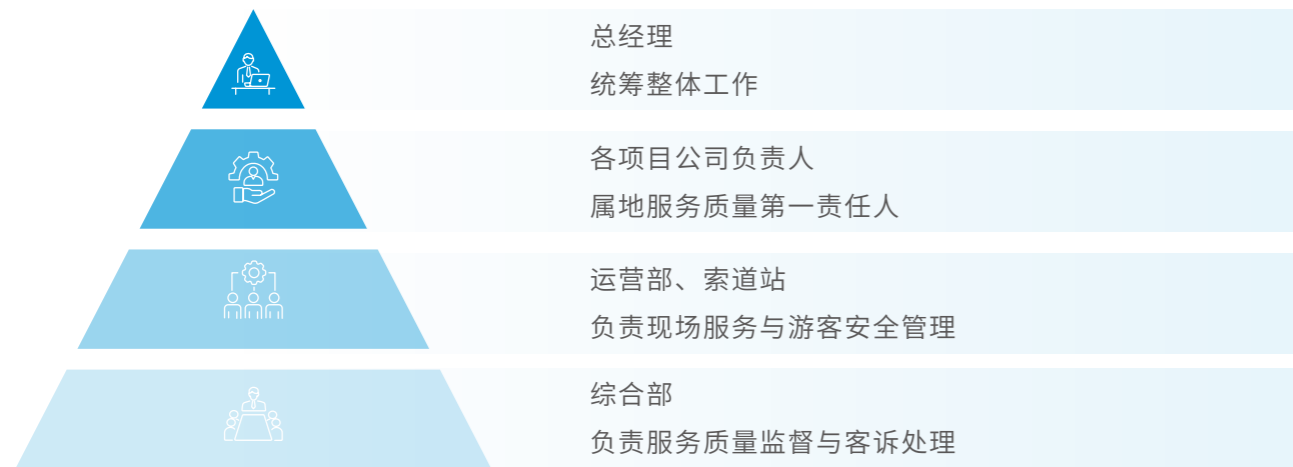 总经理
统筹整体工作
各项目公司负责人
属地服务质量第一责任人
运营部、索道站
负责现场服务与游客安全管理
综合部
负责服务质量监督与客诉处理